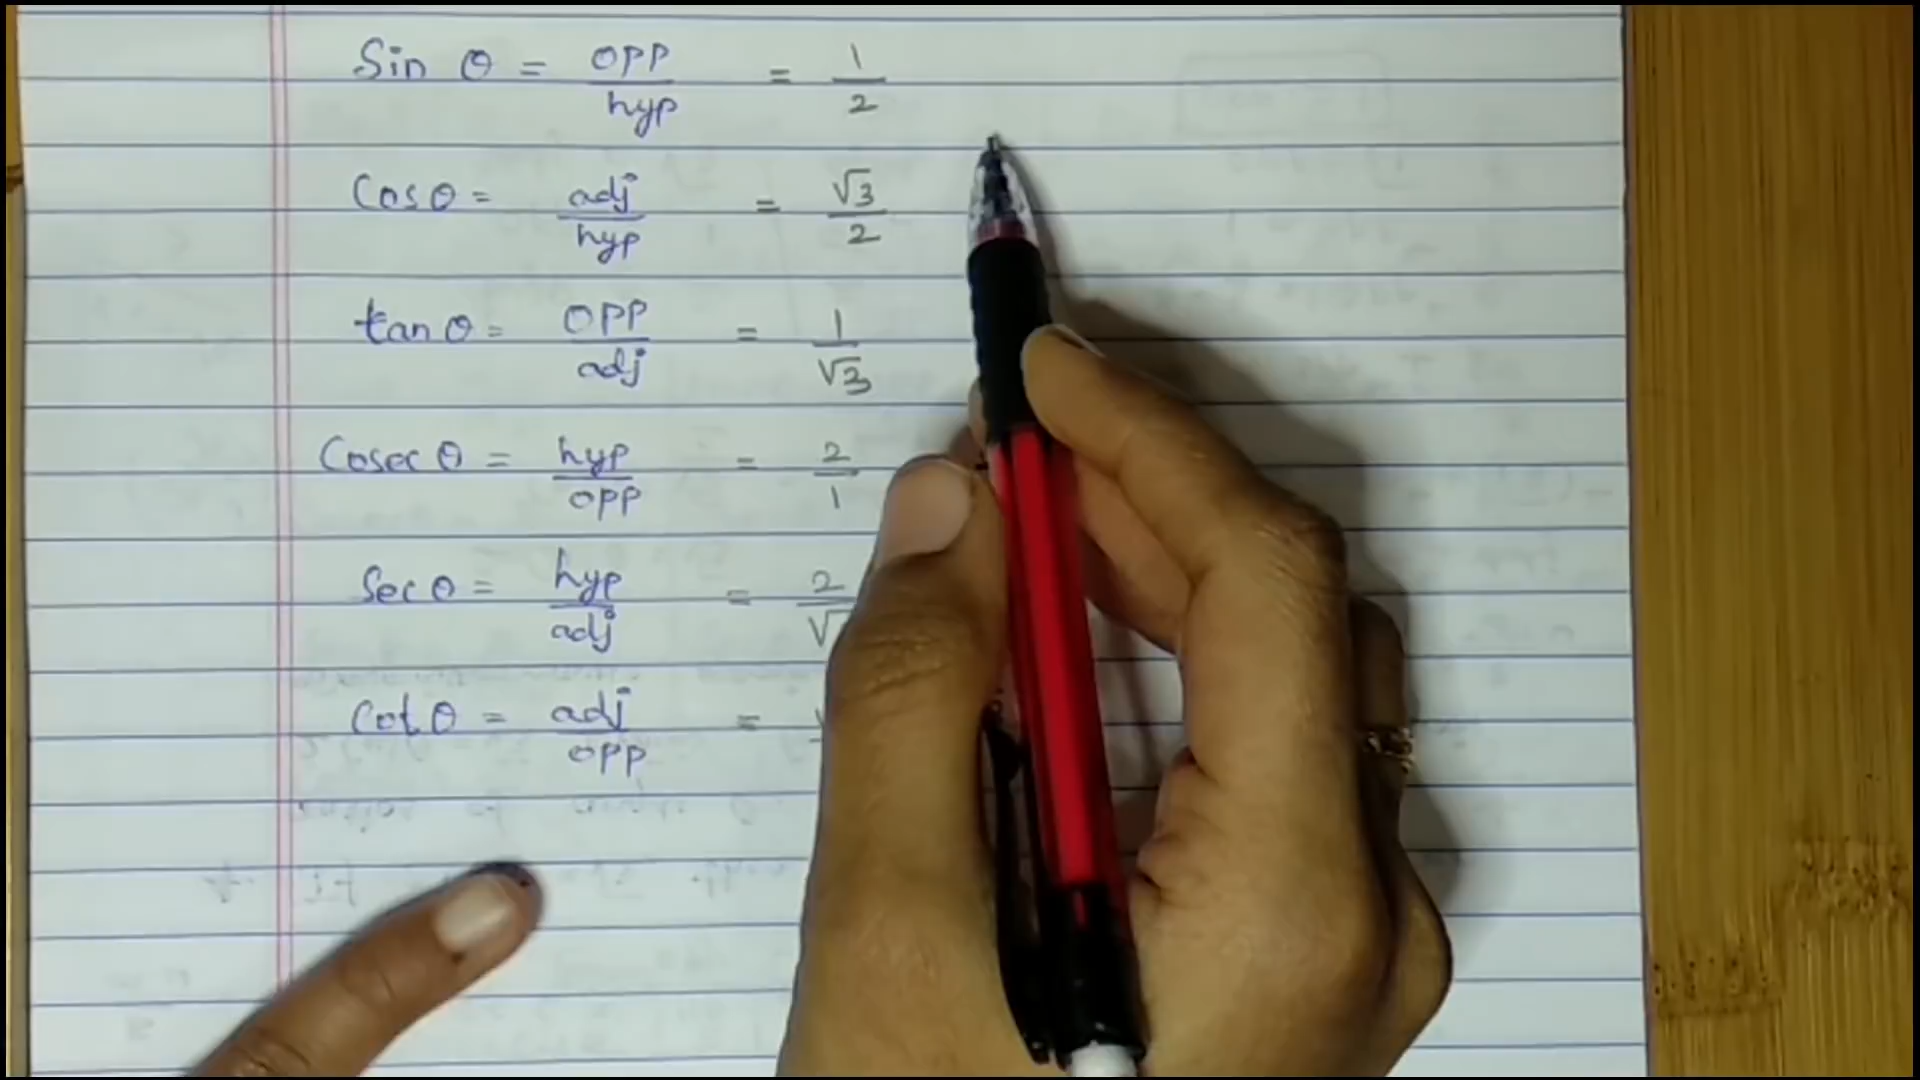 Sin θ = opp/hyp = 1/2
Cos θ = adj/hyp = √3/2
tan θ = opp/adj = 1/√3
Cosec θ = hyp/opp = 2/1
Sec θ = hyp/adj = 2/√
Cot θ = adj/opp =